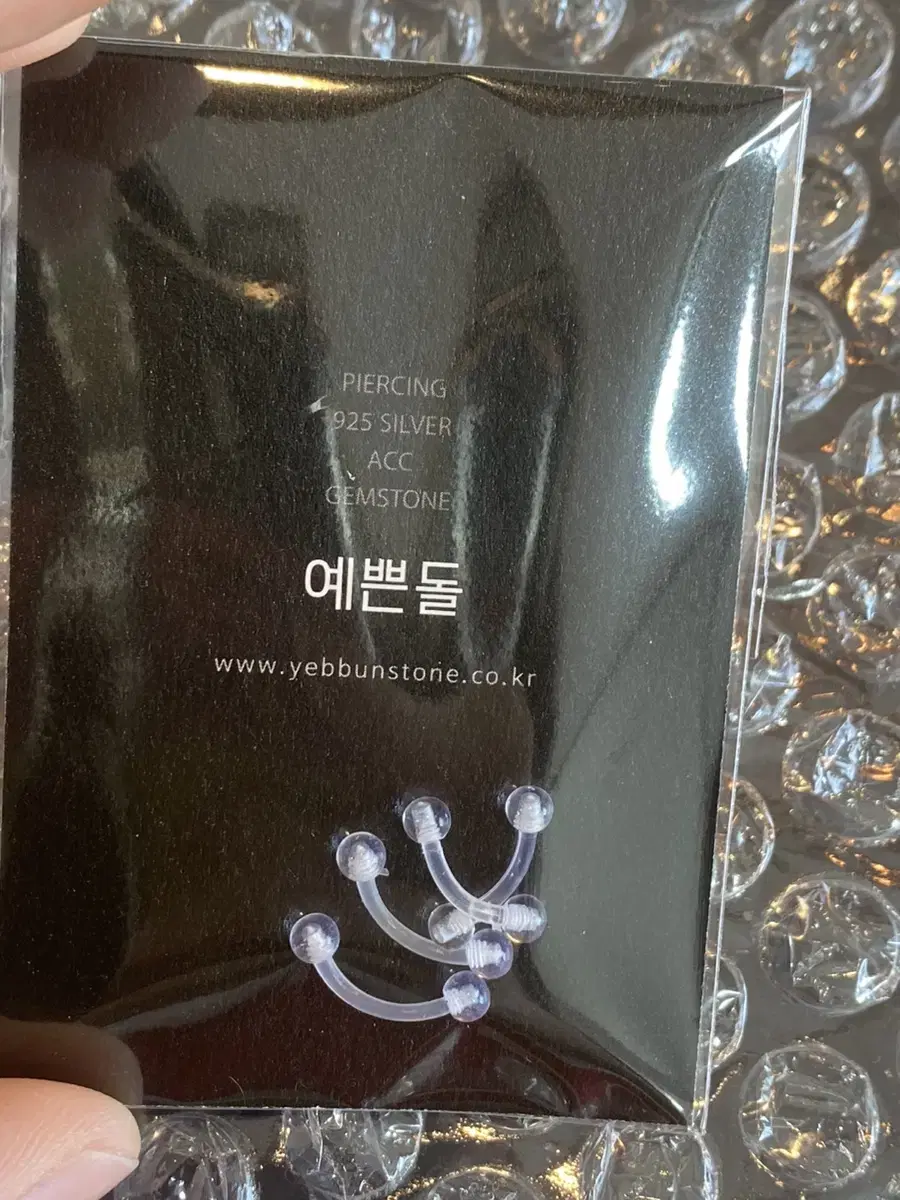 PIERCING
925 SILVER
ACC
GEMSTONE
예쁜돌
www.yebbunstone.co.kr